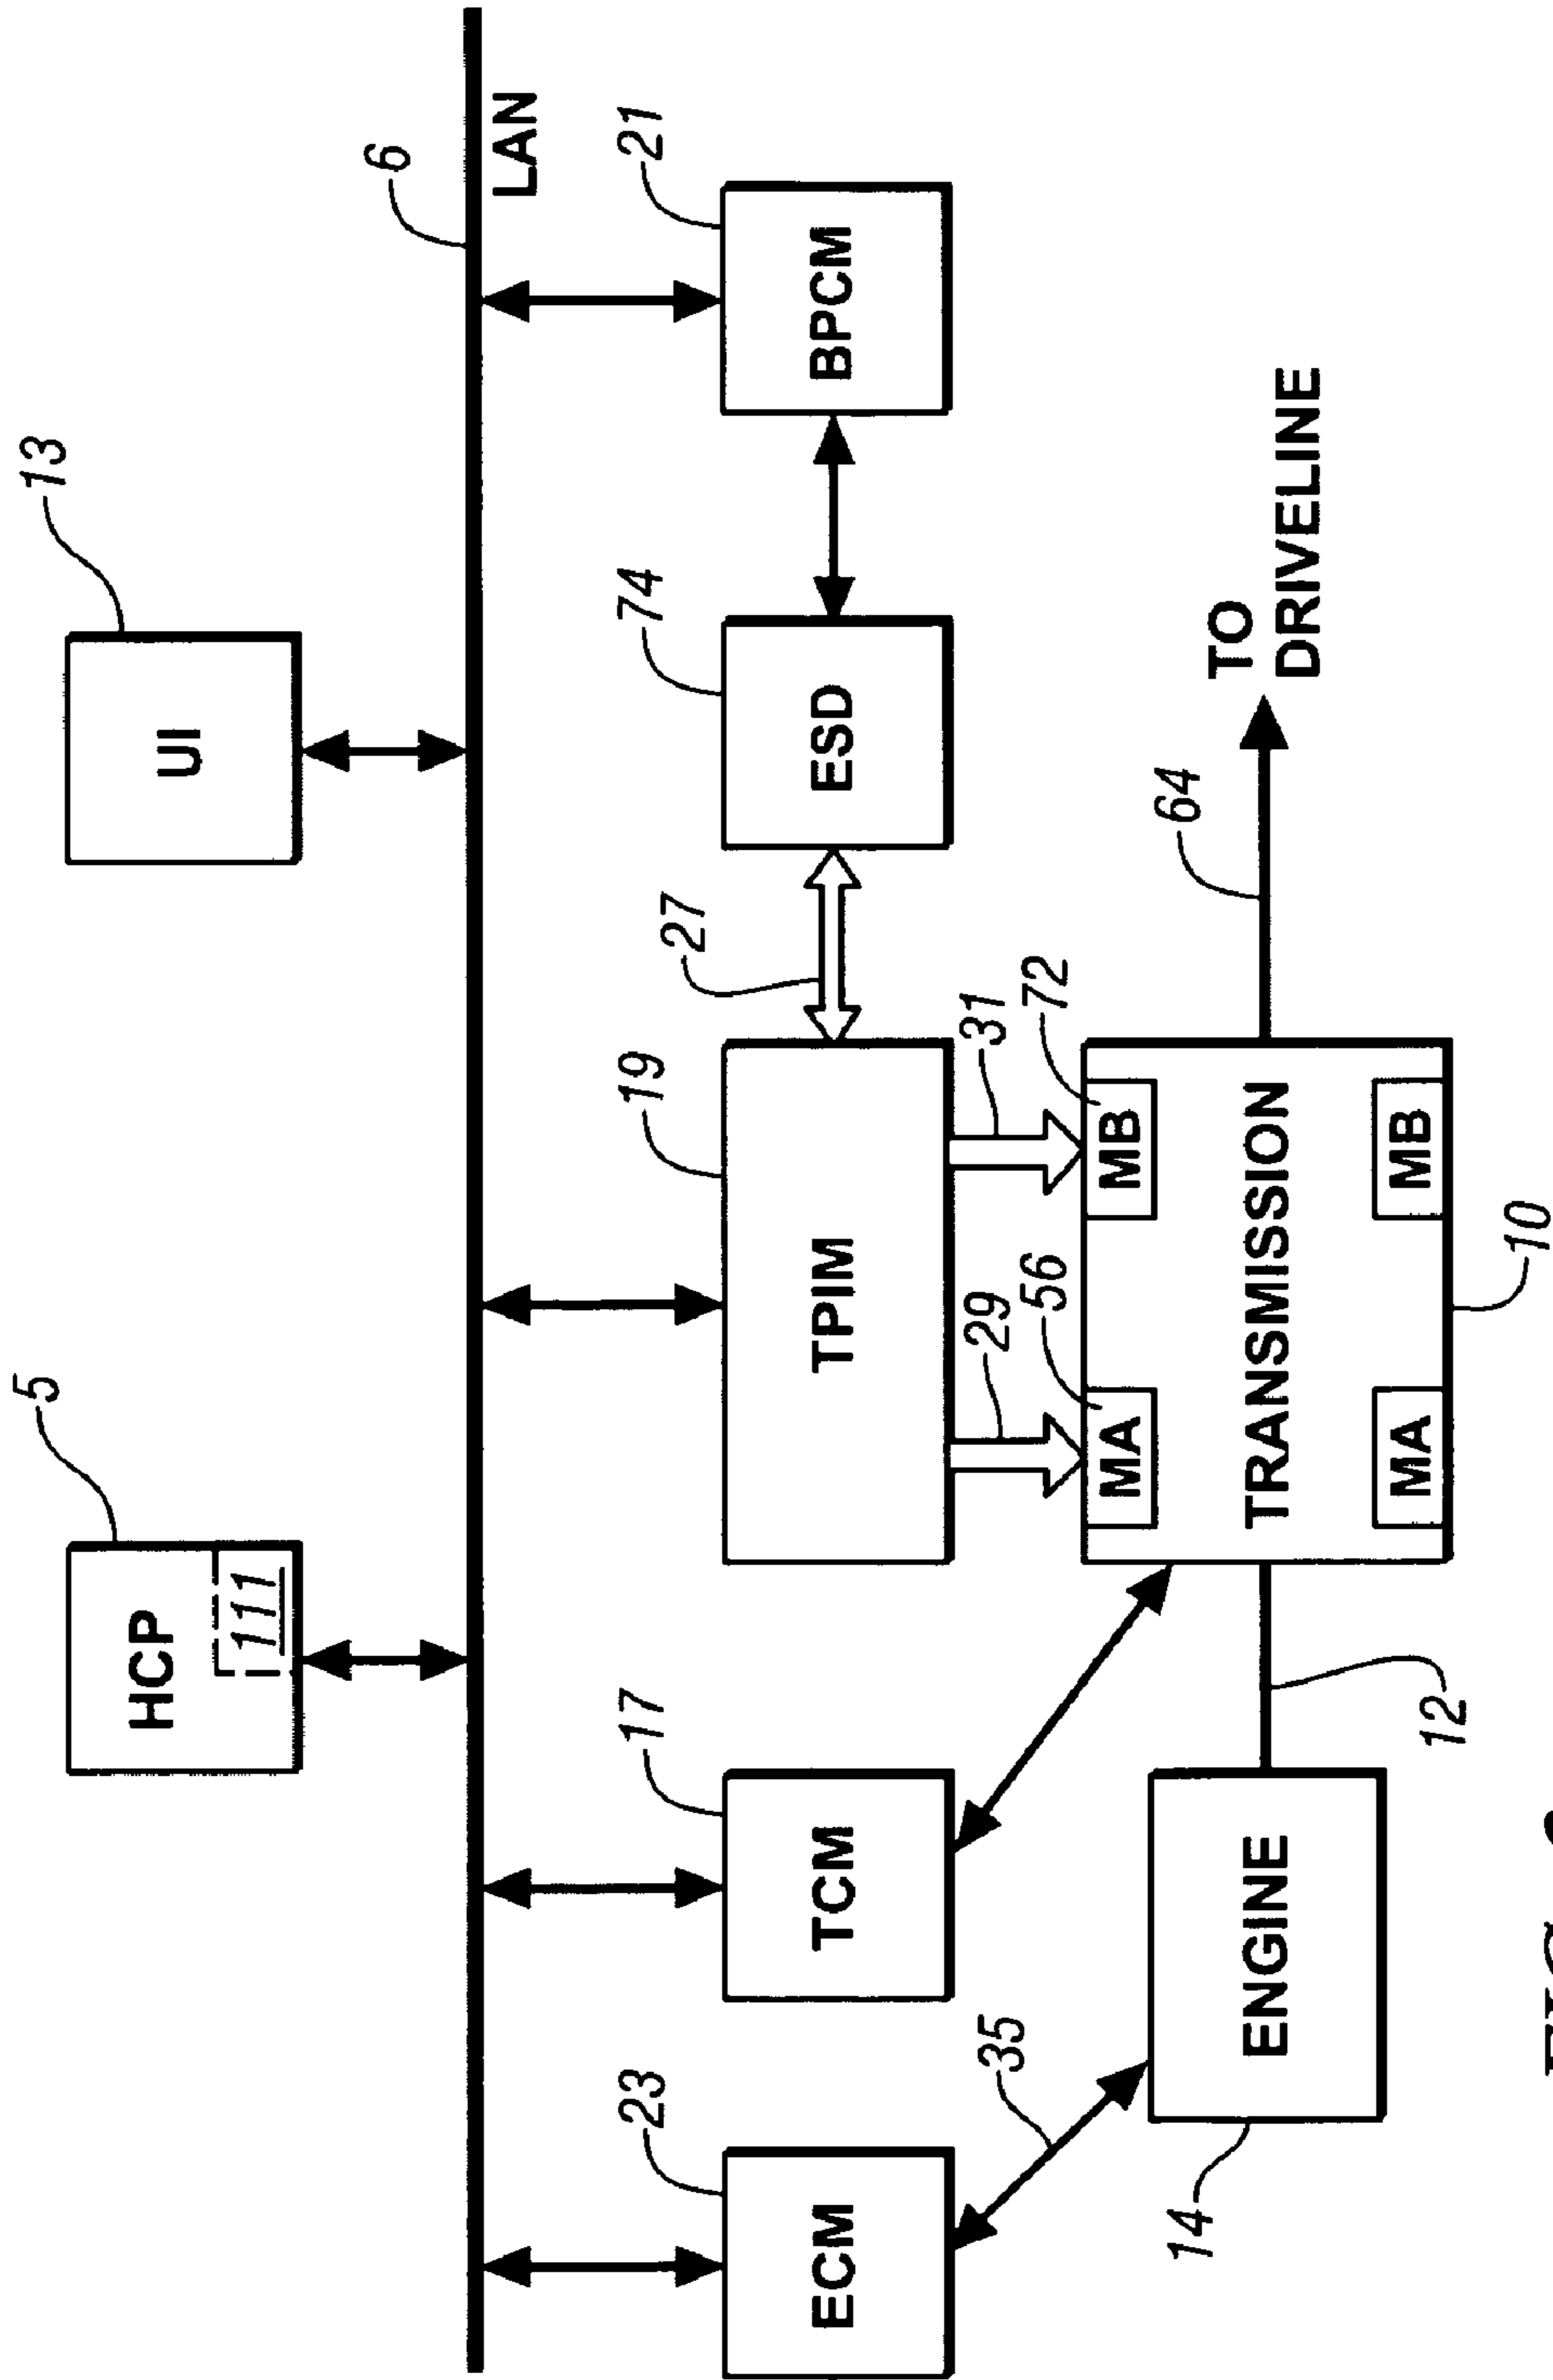 5
HCP
111
13
UI
6
LAN
23
ECM
17
TCM
19
TPIM
27
74
ESD
21
BPCM
35
29
56
31
72
MA
MB
TRANSMISSION
MA
MB
10
14
ENGINE
12
64
TO
DRIVELINE